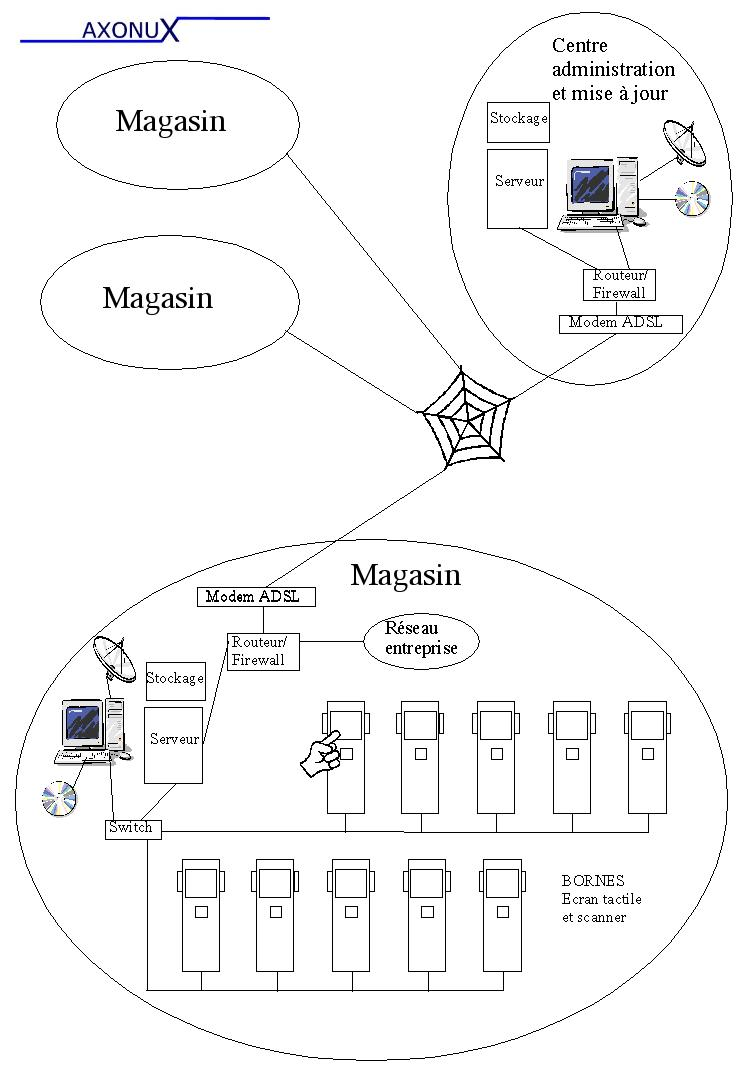 AXONUX
Centre
administration
et mise à jour
Magasin
Stockage
Serveur
Magasin
Routeur/
Firewall
Modem ADSL
Magasin
Modem ADSL
Réseau
entreprise
Routeur/
Firewall
Stockage
Serveur
Switch
BORNES
Ecran tactile
et scanner